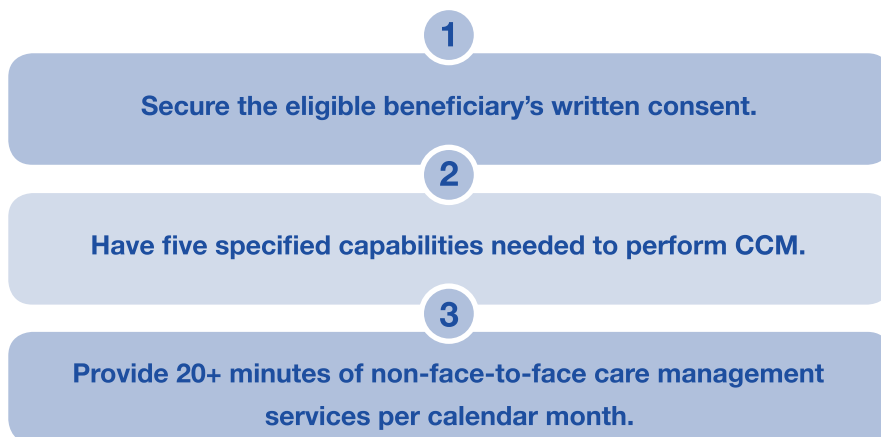 1
Secure the eligible beneficiary’s written consent.
2
Have five specified capabilities needed to perform CCM.
3
Provide 20+ minutes of non-face-to-face care management
services per calendar month.